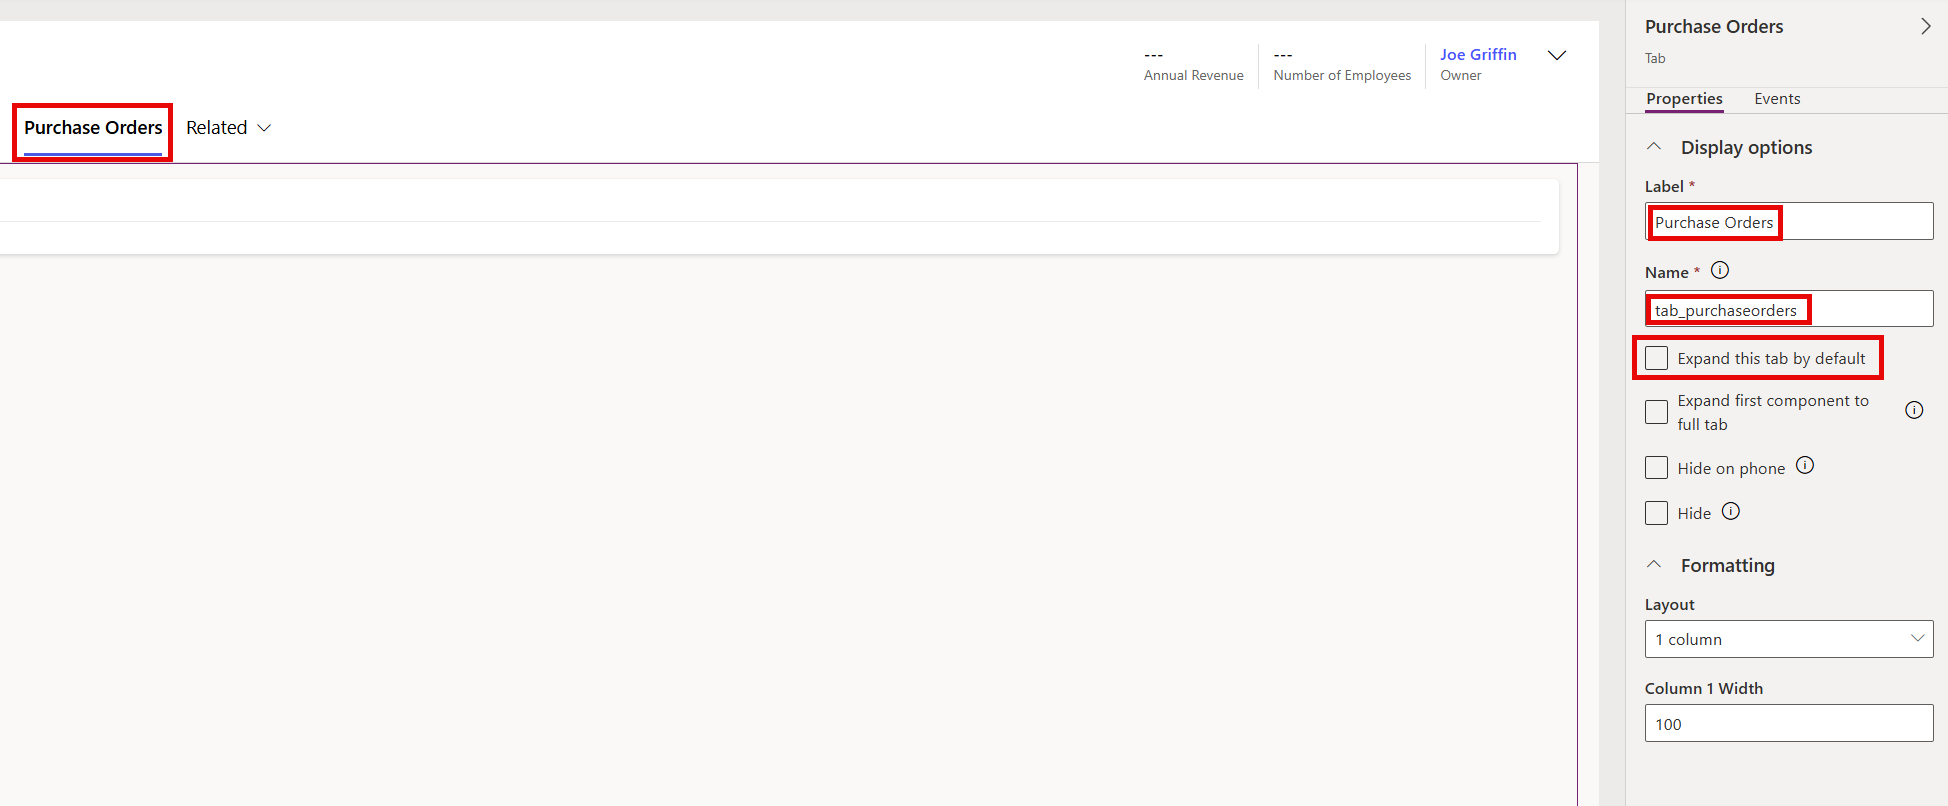 ---
Annual Revenue
---
Number of Employees
Joe Griffin
Owner
Purchase Orders
Related
Purchase Orders
Tab
Properties
Events
Display options
Label *
Purchase Orders
Name *
tab_purchaseorders
Expand this tab by default
Expand first component to
full tab
Hide on phone
Hide
Formatting
Layout
1 column
Column 1 Width
100